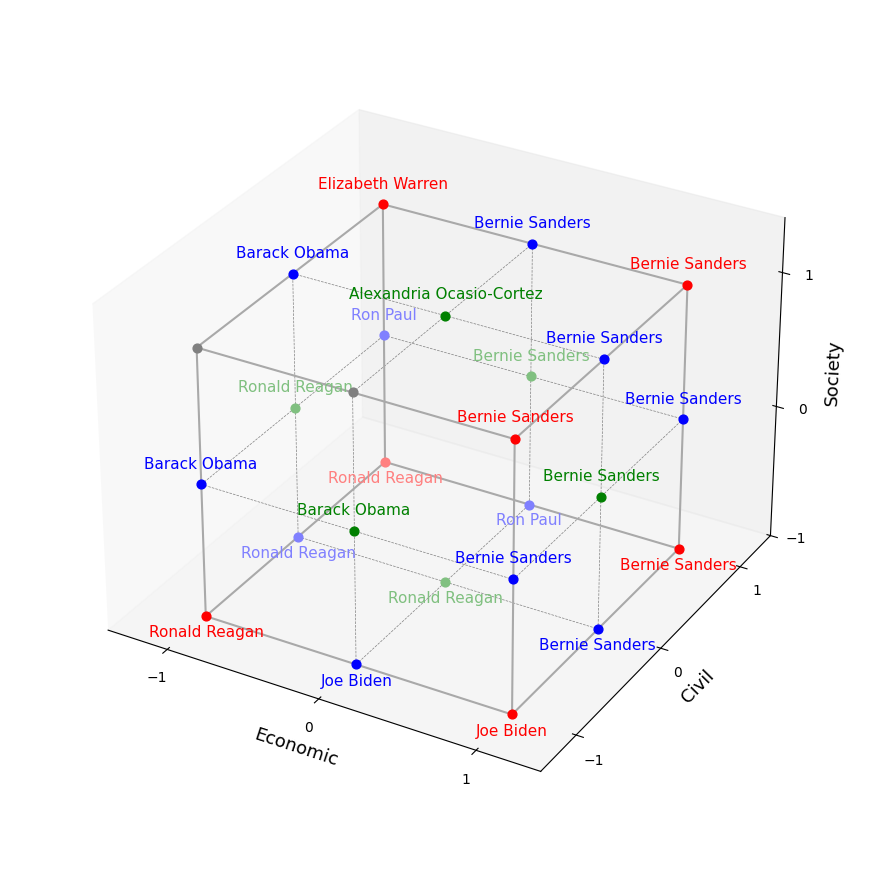 Elizabeth Warren
Bernie Sanders
Barack Obama
Bernie Sanders
1
Alexandria Ocasio-Cortez
Ron Paul
Bernie Sanders
Bernie Sanders
Society
Ronald Reagan
Bernie Sanders
0
Bernie Sanders
Barack Obama
Bernie Sanders
Ronald Reagan
Barack Obama
Ron Paul
−1
Ronald Reagan
Bernie Sanders
Bernie Sanders
1
Ronald Reagan
Ronald Reagan
Bernie Sanders
0
−1
Joe Biden
Civil
0
Joe Biden
Economic
−1
1